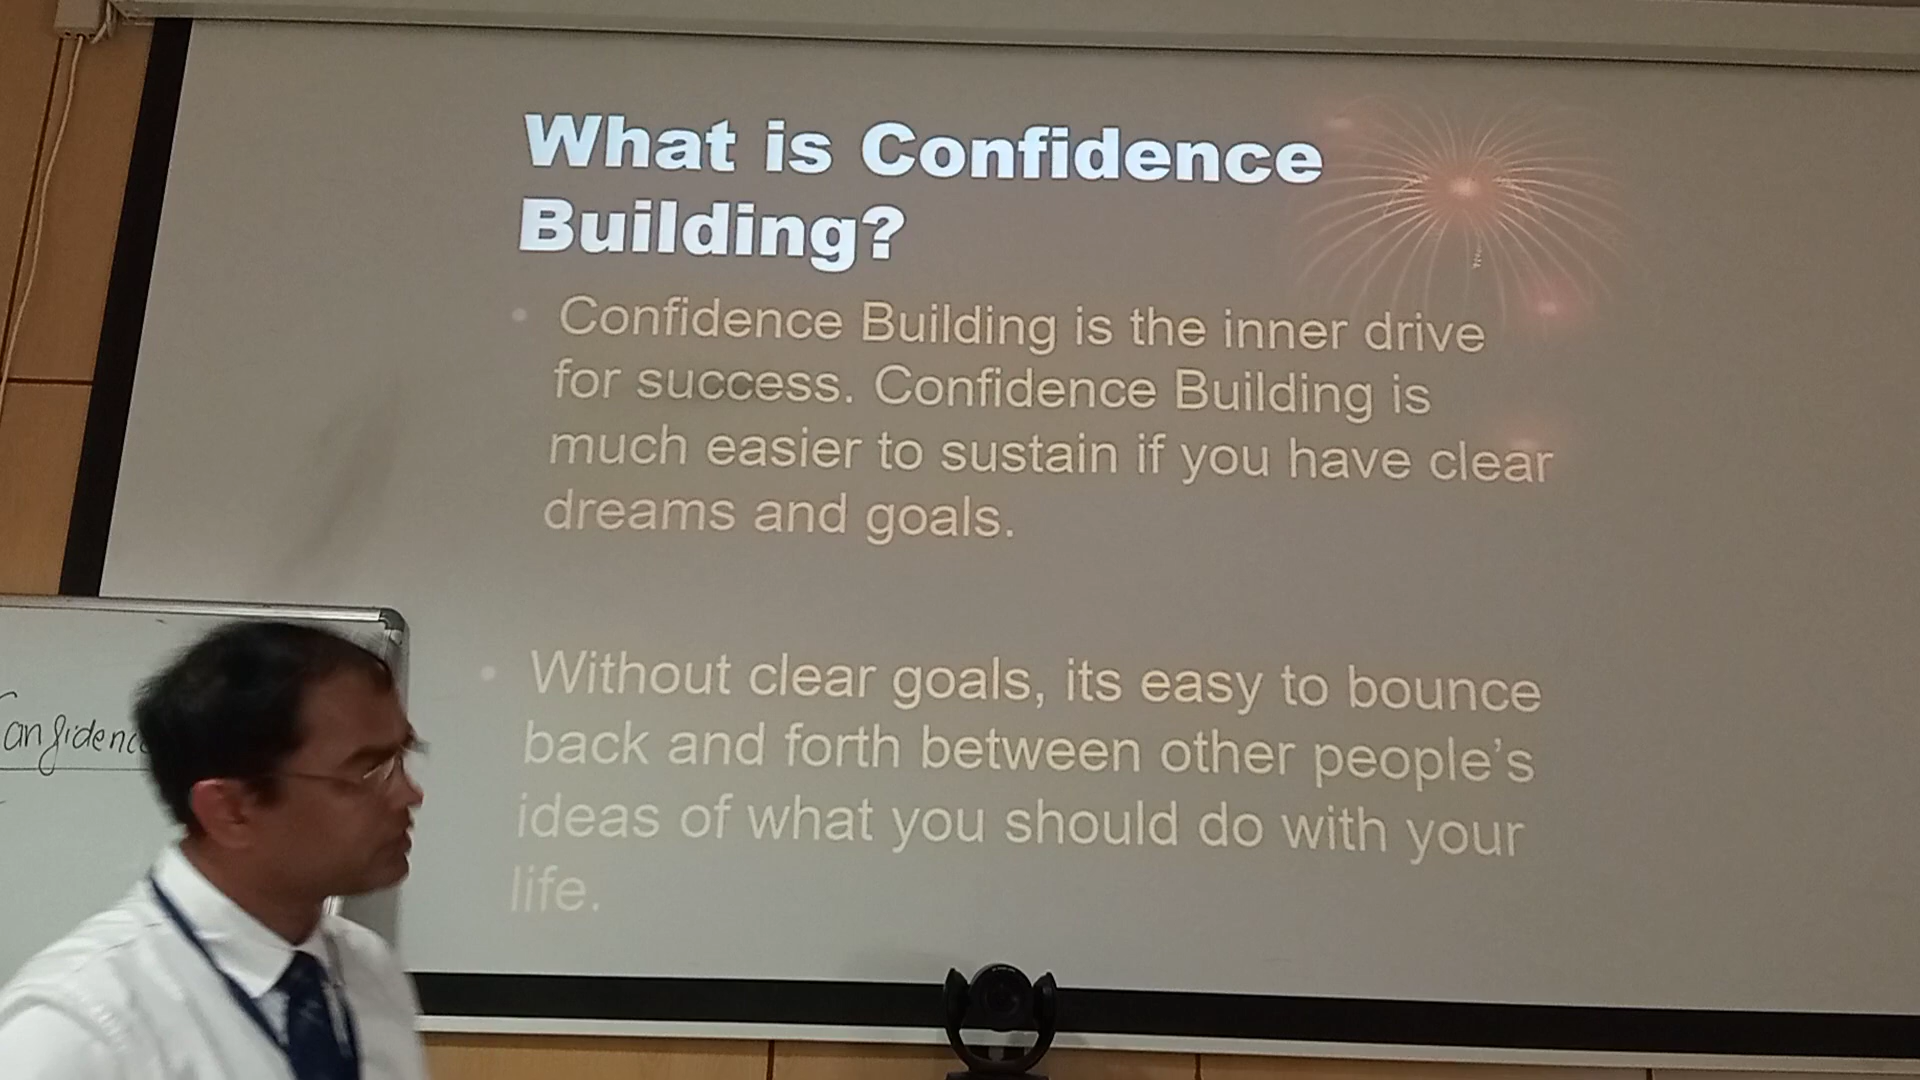 What is Confidence
Building?
• Confidence Building is the inner drive
for success. Confidence Building is
much easier to sustain if you have clear
dreams and goals.
• Without clear goals, its easy to bounce
back and forth between other people’s
ideas of what you should do with your
life.